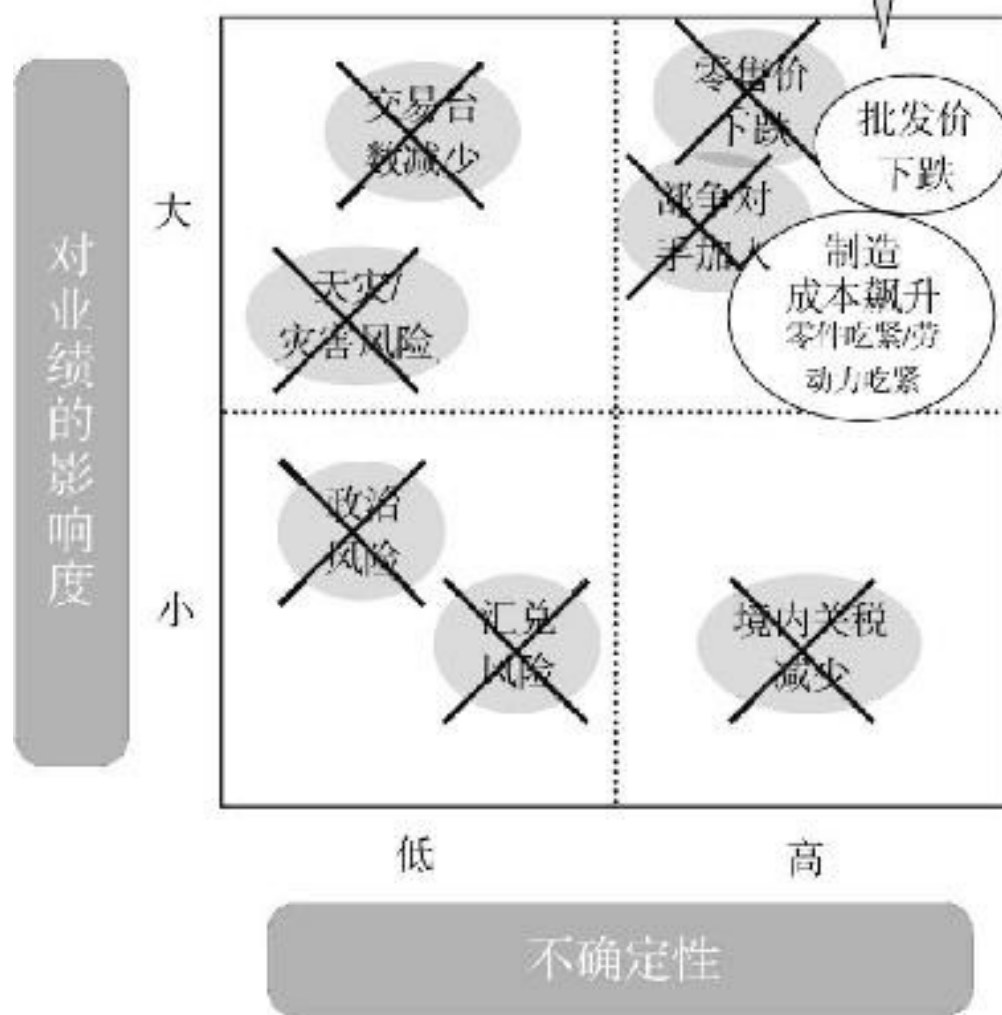 对业绩的影响度
大
小
交易台
数减少
天灾/
灾害风险
零售价
下跌
批发价
下跌
部争对
手加人
制造
成本飙升
零件吃紧/劳
动力吃紧
政治
风险
汇兑
风险
境内关税
减少
低
高
不确定性